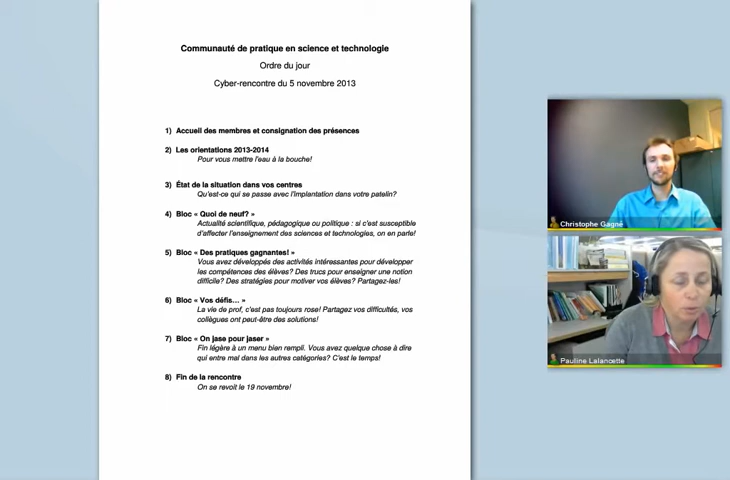 Communauté de pratique en science et technologie
Ordre du jour
Cyber-rencontre du 5 novembre 2013
1) Accueil des membres et consignation des présences
2) Les orientations 2013-2014
Pour vous mettre l'eau à la bouche!
3) État de la situation dans vos centres
Qu'est-ce qui se passe avec l'implantation dans votre patelin?
4) Bloc « Quoi de neuf? »
Actualité scientifique, pédagogique ou politique : si c'est susceptible
d'affecter l'enseignement des sciences et technologies, on en parle!
5) Bloc « Des pratiques gagnantes! »
Vous avez développés des activités intéressantes pour développer
les compétences des élèves? Des trucs pour enseigner une notion
difficile? Des stratégies pour motiver vos élèves? Partagez-les!
6) Bloc « Vos défis... »
La vie de prof, c'est pas toujours rose! Partagez vos difficultés, vos
collègues ont peut-être des solutions!
7) Bloc « On jase pour jaser »
Fin légère à un menu bien rempli. Vous avez quelque chose à dire
qui entre mal dans les autres catégories? C'est le temps!
8) Fin de la rencontre
On se revoit le 19 novembre!
Christophe Gagné
Pauline Lalancette